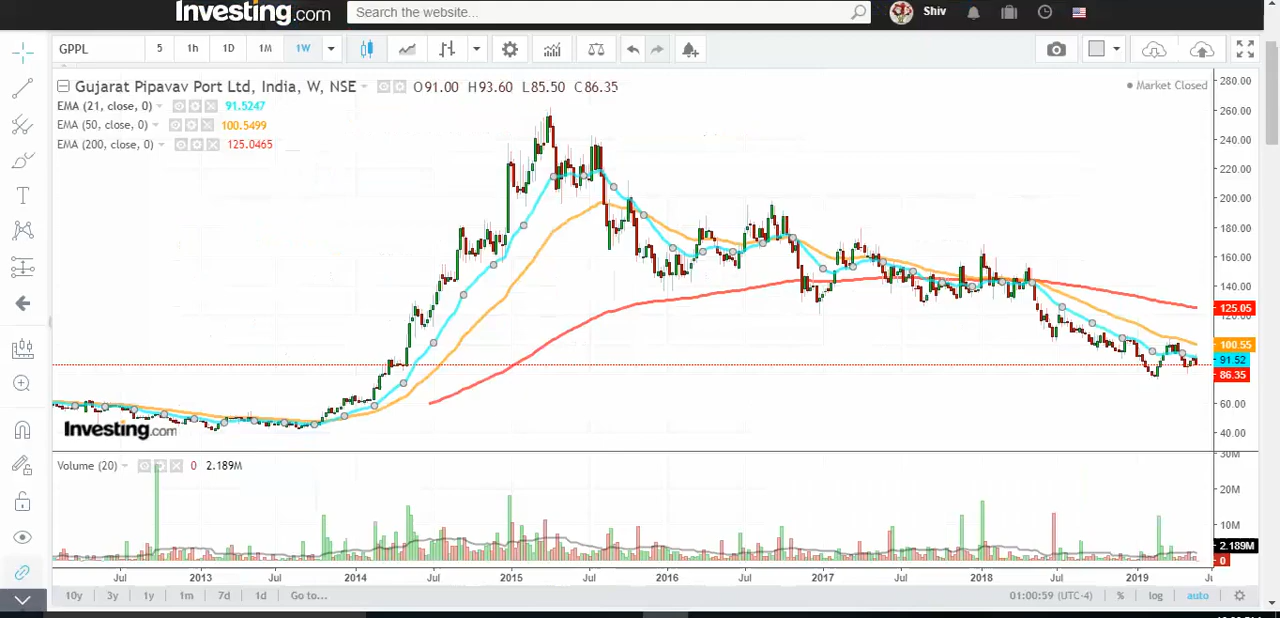 Investing.com Search the website... Shiv
GPPL 5 1h 1D 1M 1W
Gujarat Pipavav Port Ltd, India, W, NSE O91.00 H93.60 L85.50 C86.35 Market Closed
EMA (21, close, 0) 91.5247
EMA (50, close, 0) 100.5499
EMA (200, close, 0) 125.0465
280.00
260.00
240.00
220.00
200.00
180.00
160.00
140.00
125.05
120.00
100.55
91.52
86.35
60.00
40.00
Investing.com
Volume (20) 0 2.189M
30M
20M
10M
2.189M
0
Jul 2013 Jul 2014 Jul 2015 Jul 2016 Jul 2017 Jul 2018 Jul 2019
10y 3y 1y 1m 7d 1d Go to... 01:00:59 (UTC-4) % log auto